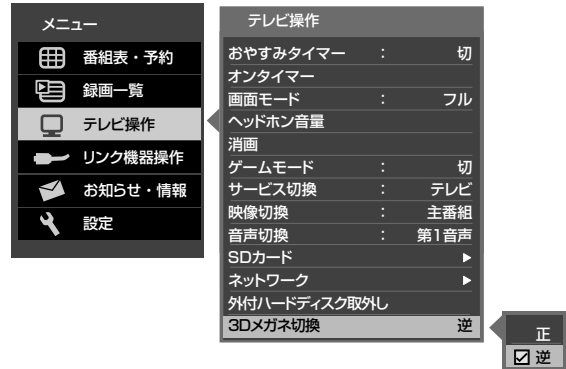 メニュー
番組表・予約
録画一覧
テレビ操作
リンク機器操作
お知らせ・情報
設定
テレビ操作
おやすみタイマー : 切
オンタイマー
画面モード : フル
ヘッドホン音量
消画
ゲームモード : 切
サービス切換 : テレビ
映像切換 : 主番組
音声切換 : 第1音声
SDカード
ネットワーク
外付ハードディスク取外し
3Dメガネ切換 逆
正
逆